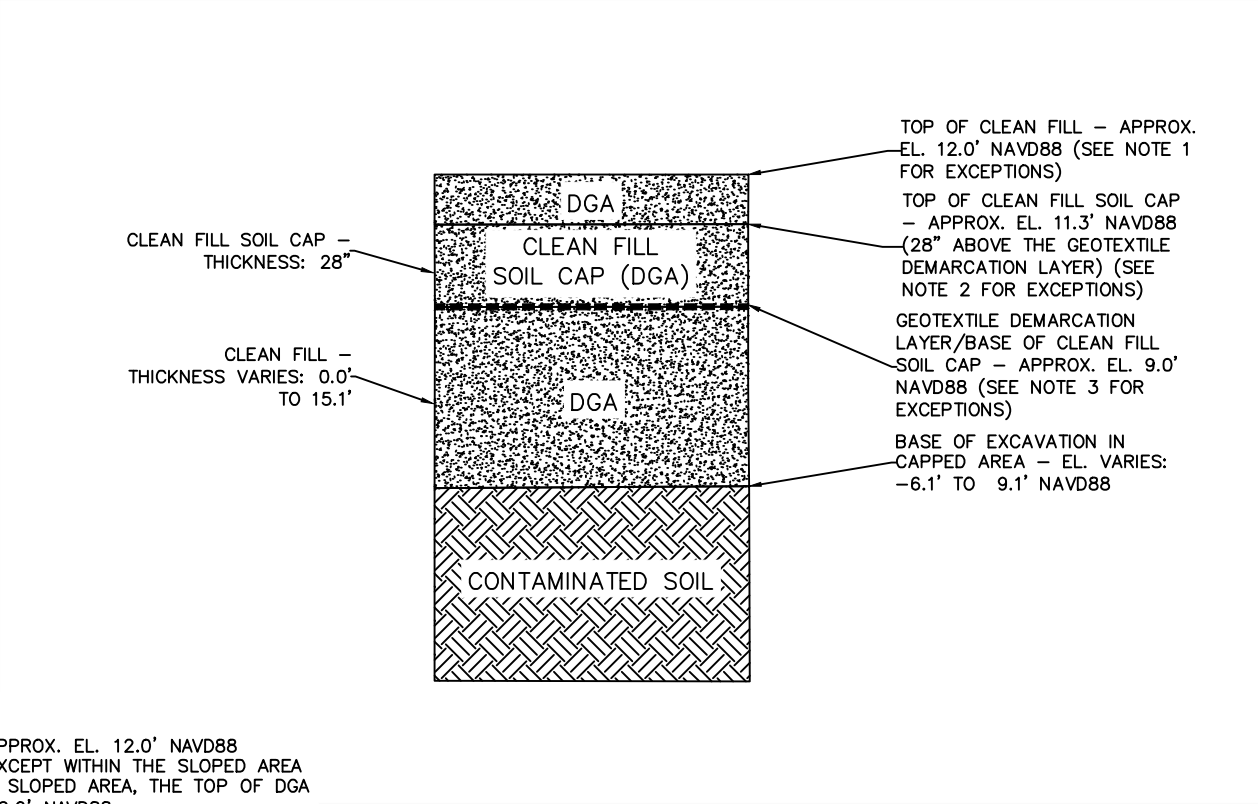 TOP OF CLEAN FILL – APPROX.
EL. 12.0' NAVD88 (SEE NOTE 1
FOR EXCEPTIONS)
DGA
TOP OF CLEAN FILL SOIL CAP
– APPROX. EL. 11.3' NAVD88
(28" ABOVE THE GEOTEXTILE
DEMARCATION LAYER) (SEE
NOTE 2 FOR EXCEPTIONS)
CLEAN FILL SOIL CAP –
THICKNESS: 28"
CLEAN FILL
SOIL CAP (DGA)
GEOTEXTILE DEMARCATION
LAYER/BASE OF CLEAN FILL
SOIL CAP – APPROX. EL. 9.0'
NAVD88 (SEE NOTE 3 FOR
EXCEPTIONS)
CLEAN FILL –
THICKNESS VARIES: 0.0'
TO 15.1'
DGA
BASE OF EXCAVATION IN
CAPPED AREA – EL. VARIES:
–6.1' TO 9.1' NAVD88
CONTAMINATED SOIL
PPROX. EL. 12.0' NAVD88
XCEPT WITHIN THE SLOPED AREA
SLOPED AREA, THE TOP OF DGA
NAVD88